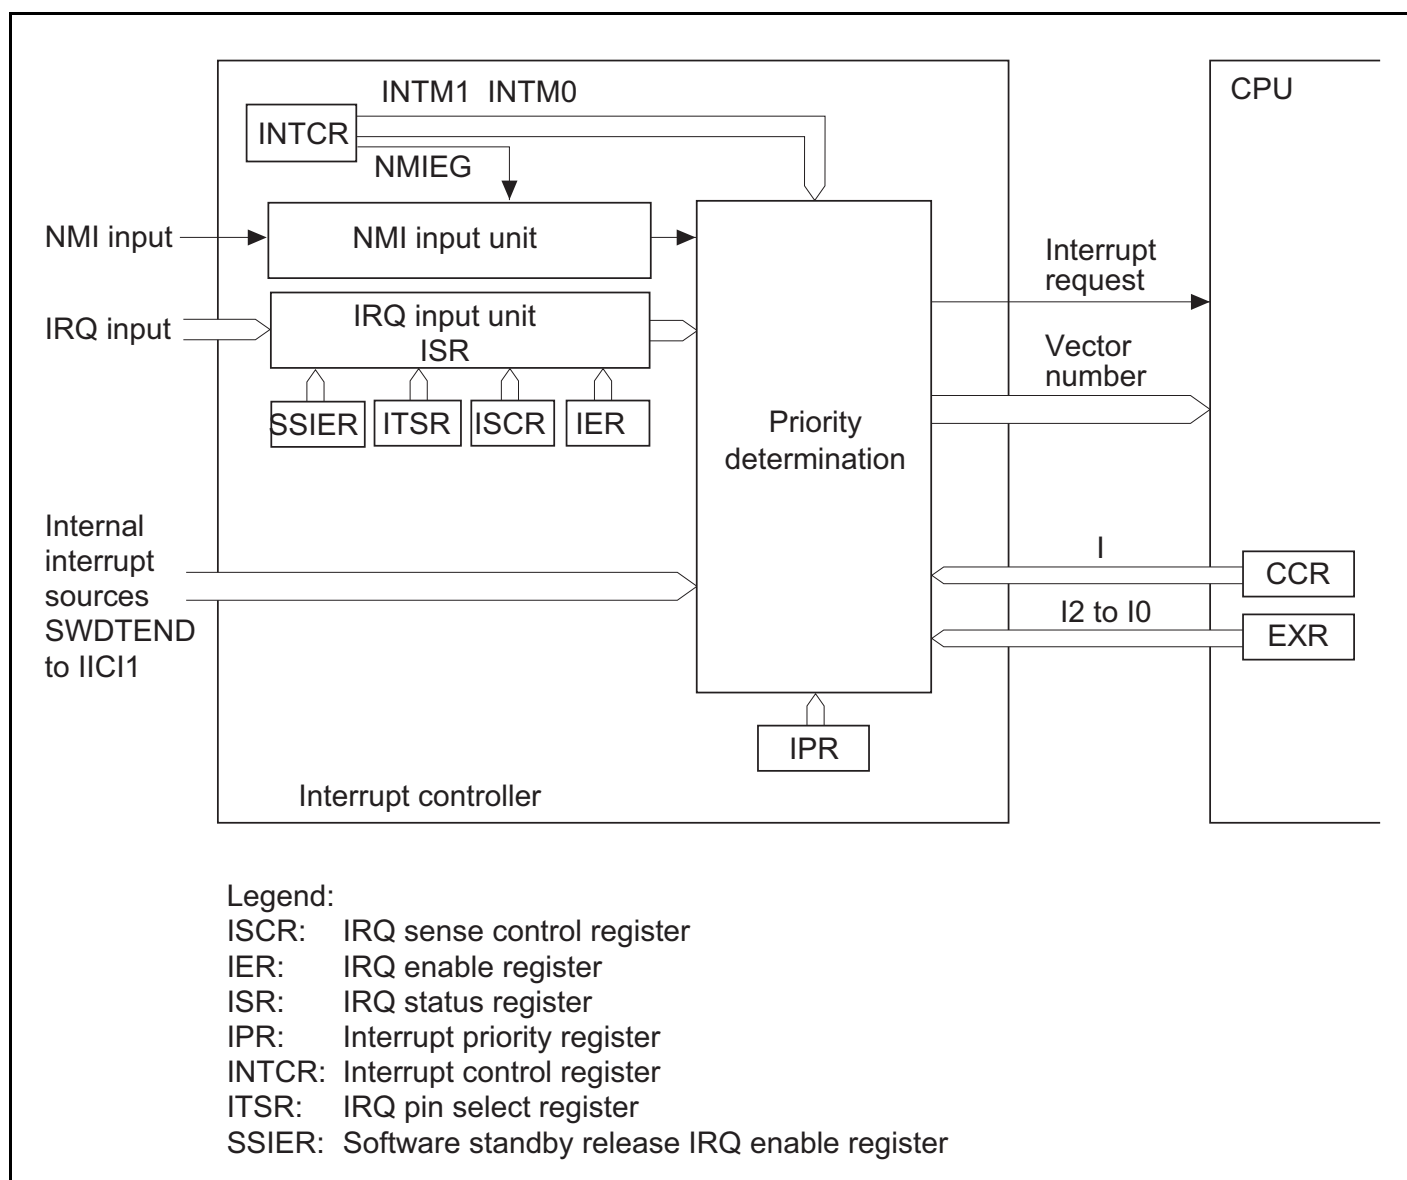 INTM1 INTM0
CPU
INTCR
NMIEG
NMI input
NMI input unit
Interrupt
request
IRQ input
IRQ input unit
ISR
Vector
number
SSIER
ITSR
ISCR
IER
Priority
determination
Internal
interrupt
sources
SWDTEND
to IICI1
I
CCR
I2 to I0
EXR
IPR
Interrupt controller
Legend:
ISCR: IRQ sense control register
IER: IRQ enable register
ISR: IRQ status register
IPR: Interrupt priority register
INTCR: Interrupt control register
ITSR: IRQ pin select register
SSIER: Software standby release IRQ enable register